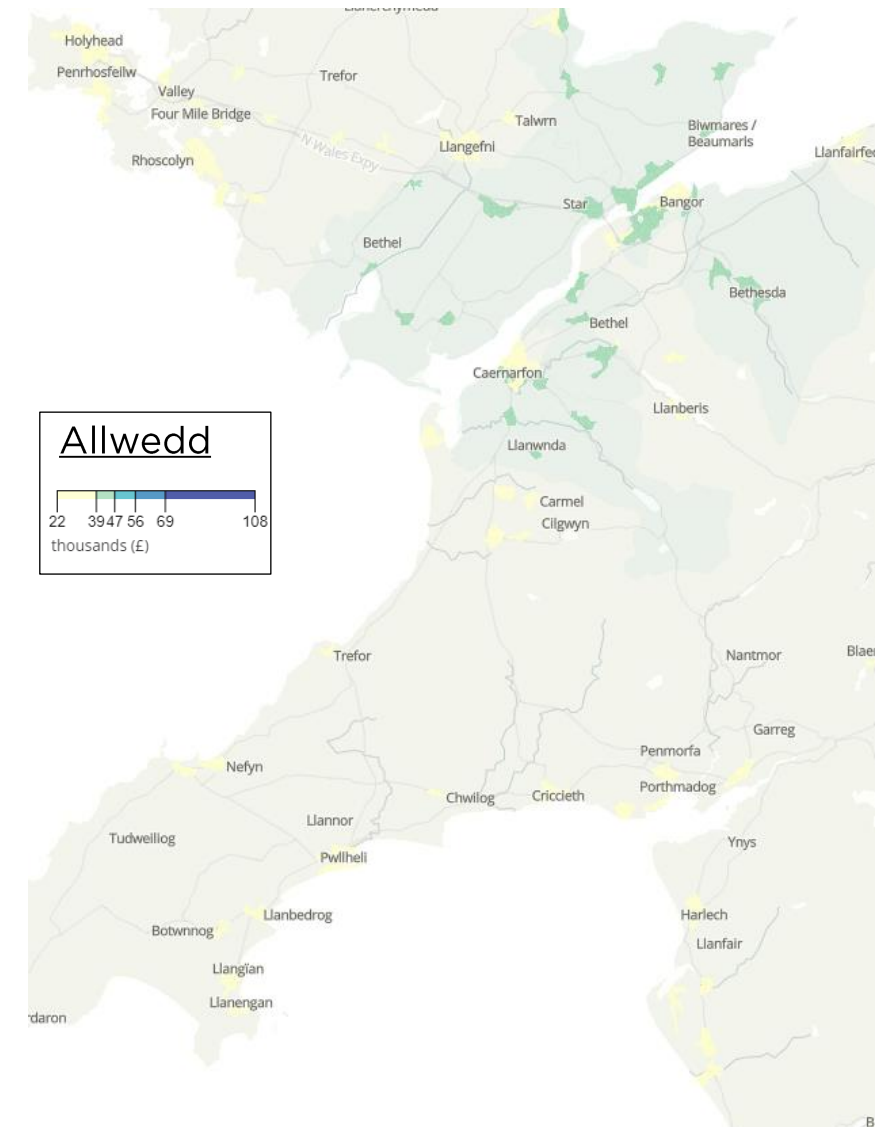 Holyhead
Penrhosfeilw
Trefor
Valley
Four Mile Bridge
Talwrn
Biwmares /
Beaumaris
N Wales Expy
Llangefni
Llanfairfec
Rhoscolyn
Star
Bangor
Bethel
Bethesda
Bethel
Caernarfon
Llanberis
Allwedd
Llanwnda
22 39 47 56 69 108
thousands (£)
Carmel
Cilgwyn
Trefor
Nantmor
Blaer
Garreg
Penmorfa
Nefyn
Porthmadog
Chwilog
Criccieth
Llannor
Tudweiliog
Ynys
Pwllheli
Llanbedrog
Harlech
Botwnnog
Llanfair
Llangïan
Llanengan
rdaron
B